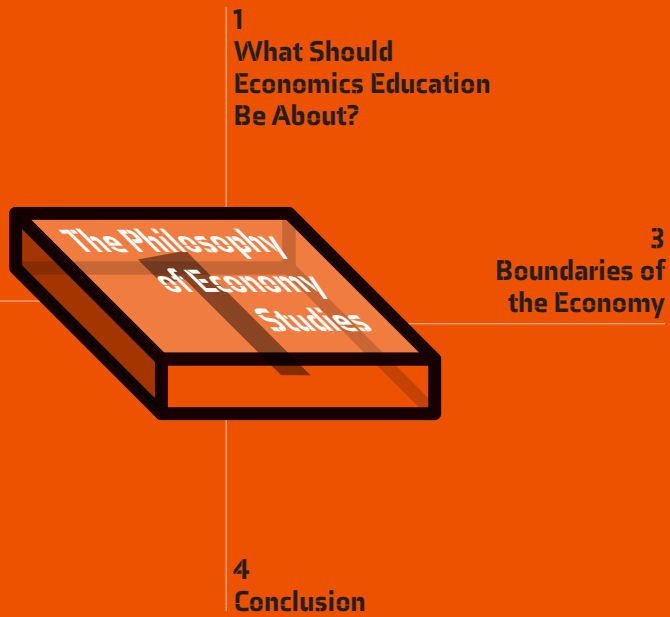 1
What Should
Economics Education
Be About?
The Philosophy
of Economy
Studies
3
Boundaries of
the Economy
4
Conclusion